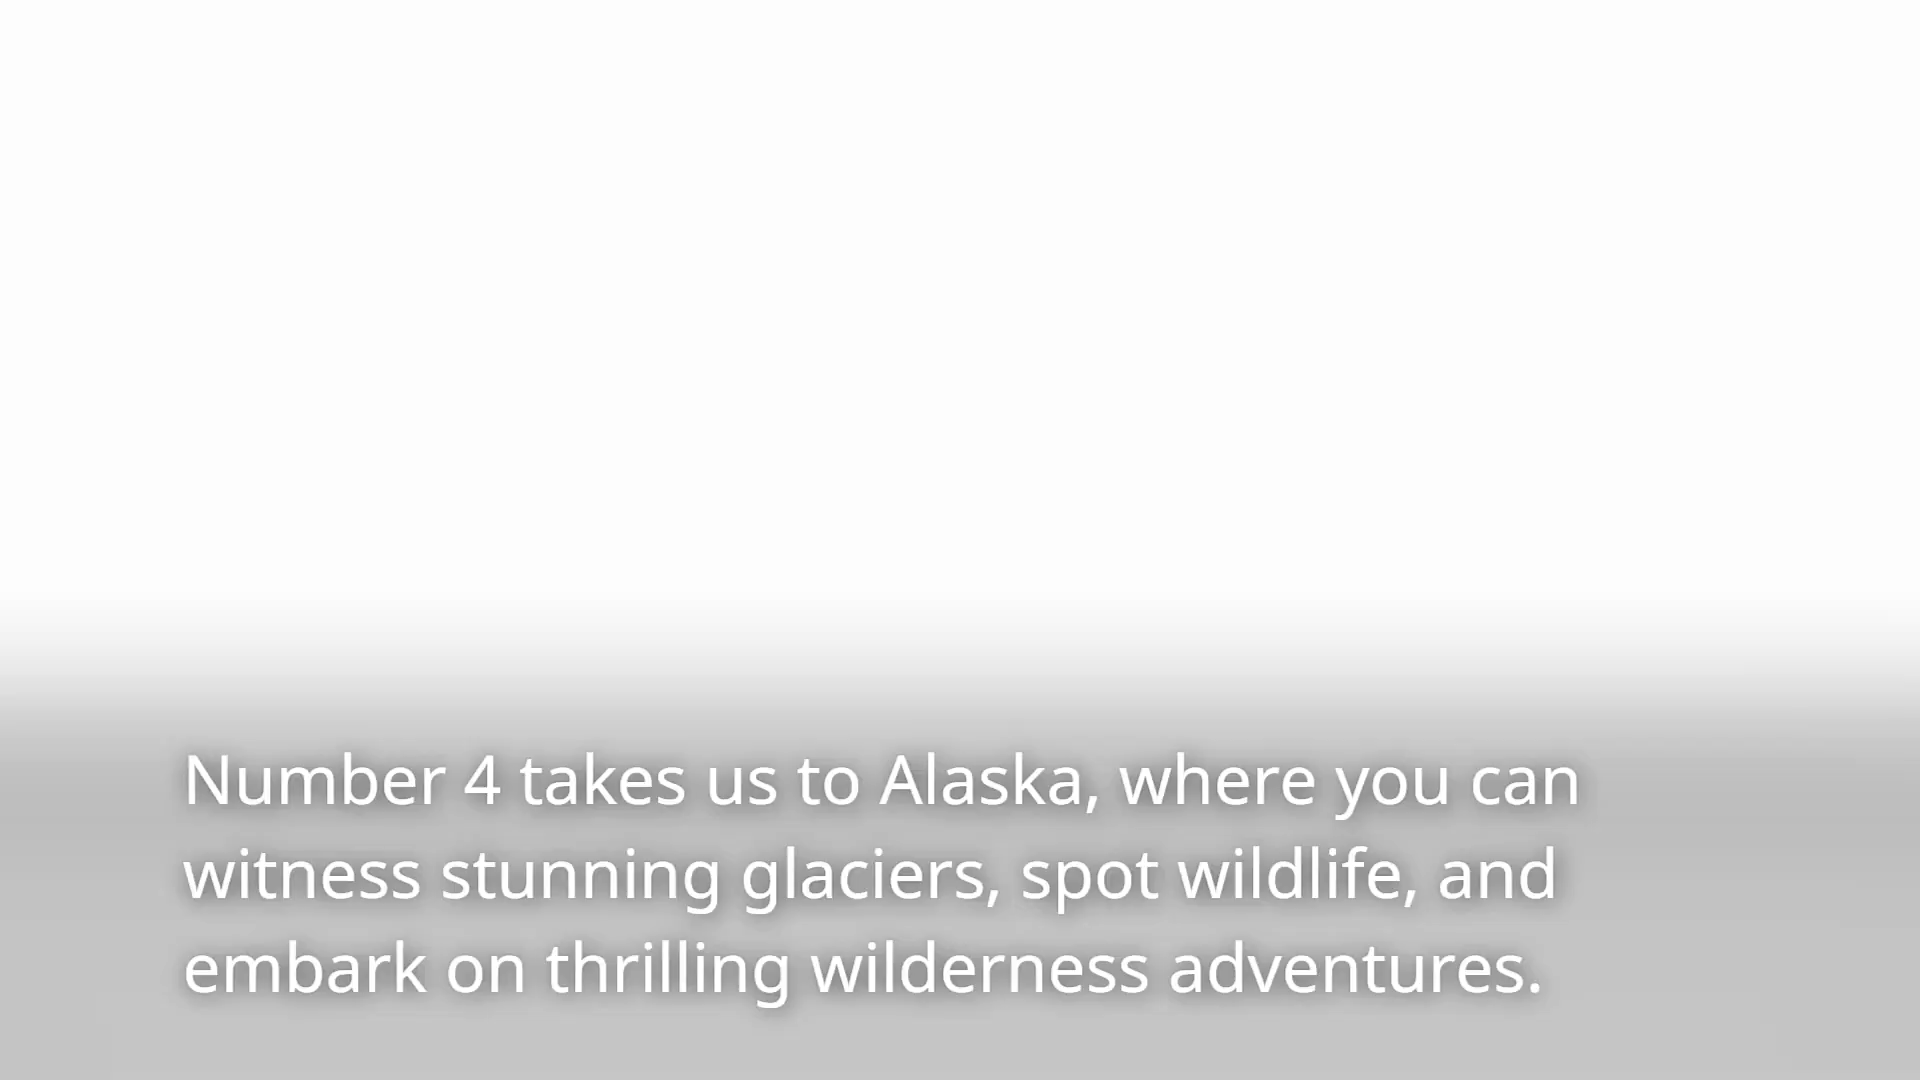 Number 4 takes us to Alaska, where you can
witness stunning glaciers, spot wildlife, and
embark on thrilling wilderness adventures.